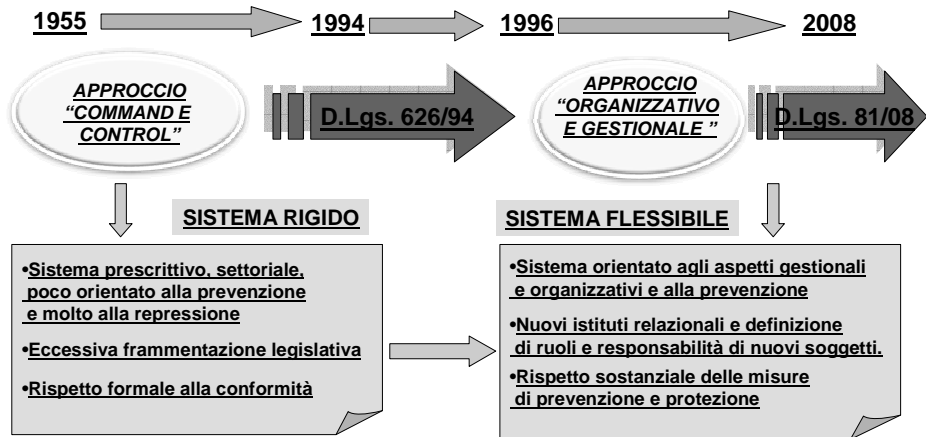 1955 1994 1996 2008
APPROCCIO
“COMMAND E
CONTROL”
D.Lgs. 626/94
APPROCCIO
“ORGANIZZATIVO
E GESTIONALE ”
D.Lgs. 81/08
SISTEMA RIGIDO
•Sistema prescrittivo, settoriale,
poco orientato alla prevenzione
e molto alla repressione
•Eccessiva frammentazione legislativa
•Rispetto formale alla conformità
SISTEMA FLESSIBILE
•Sistema orientato agli aspetti gestionali
e organizzativi e alla prevenzione
•Nuovi istituti relazionali e definizione
di ruoli e responsabilità di nuovi soggetti.
•Rispetto sostanziale delle misure
di prevenzione e protezione